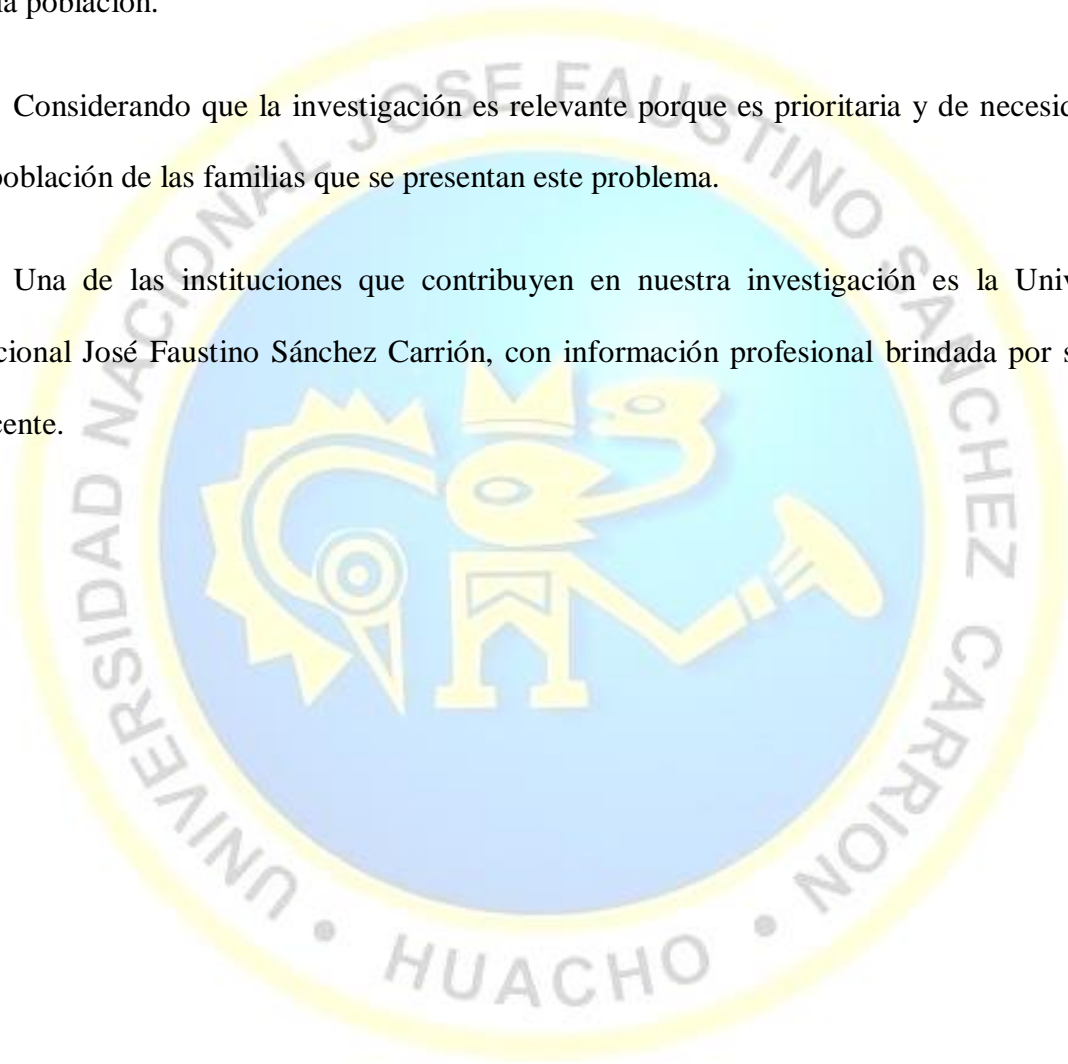 na población.
Considerando que la investigación es relevante porque es prioritaria y de necesid
población de las familias que se presentan este problema.
Una de las instituciones que contribuyen en nuestra investigación es la Univ
cional José Faustino Sánchez Carrión, con información profesional brindada por s
cente.
UNIVERSIDAD NACIONAL JOSE FAUSTINO SANCHEZ CARRION
• HUACHO •